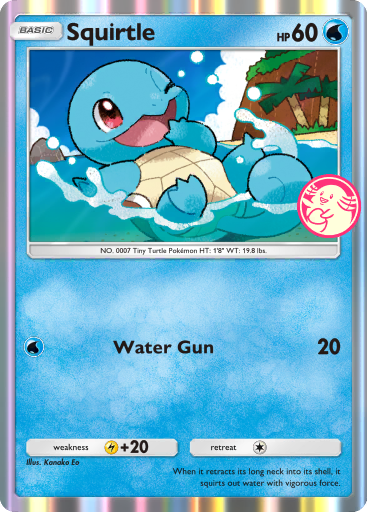 BASIC Squirtle HP 60
NO. 0007 Tiny Turtle Pokémon HT: 1'8" WT: 19.8 lbs.
Water Gun 20
weakness +20 retreat
Illus. Kanako Eo
When it retracts its long neck into its shell, it
squirts out water with vigorous force.